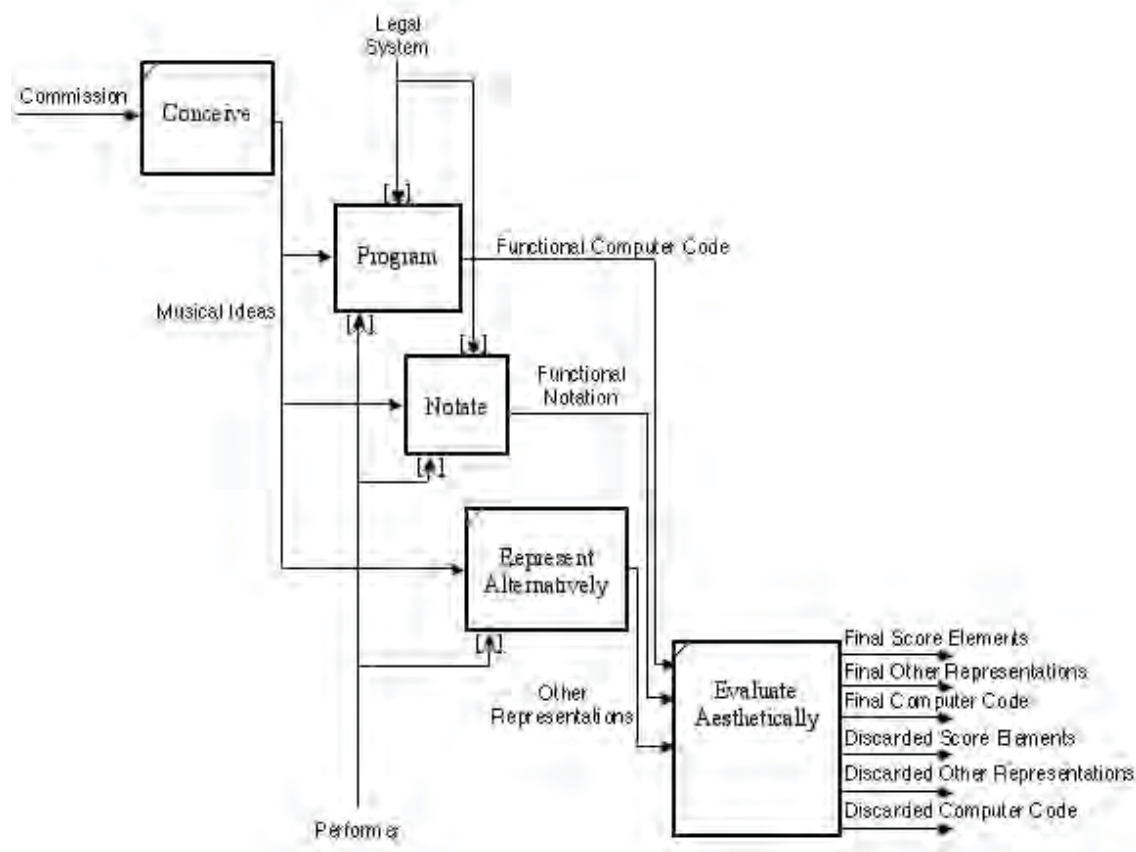 Legal
System
Commission
Conceive
[ ]
Program
Functional Computer Code
Musical Ideas
[ ]
[ ]
Functional
Notation
Notate
[ ]
Represent
Alternatively
[ ]
Final Score Elements
Final Other Representations
Evaluate
Aesthetically
Final Computer Code
Other
Representations
Discarded Score Elements
Discarded Other Representations
Discarded Computer Code
Performer